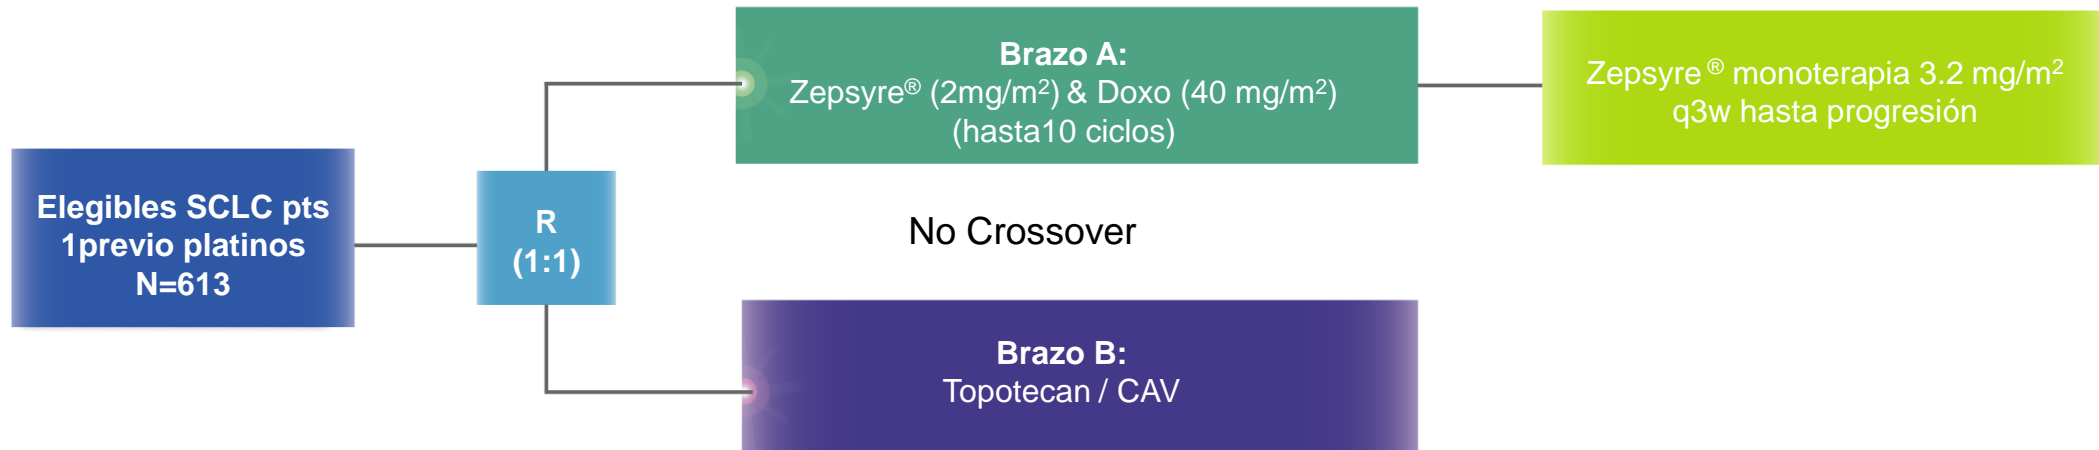 Elegibles SCLC pts
1previo platinos
N=613
R
(1:1)
Brazo A:
Zepsyre® (2mg/m²) & Doxo (40 mg/m²)
(hasta10 ciclos)
Zepsyre ® monoterapia 3.2 mg/m²
q3w hasta progresión
No Crossover
Brazo B:
Topotecan / CAV